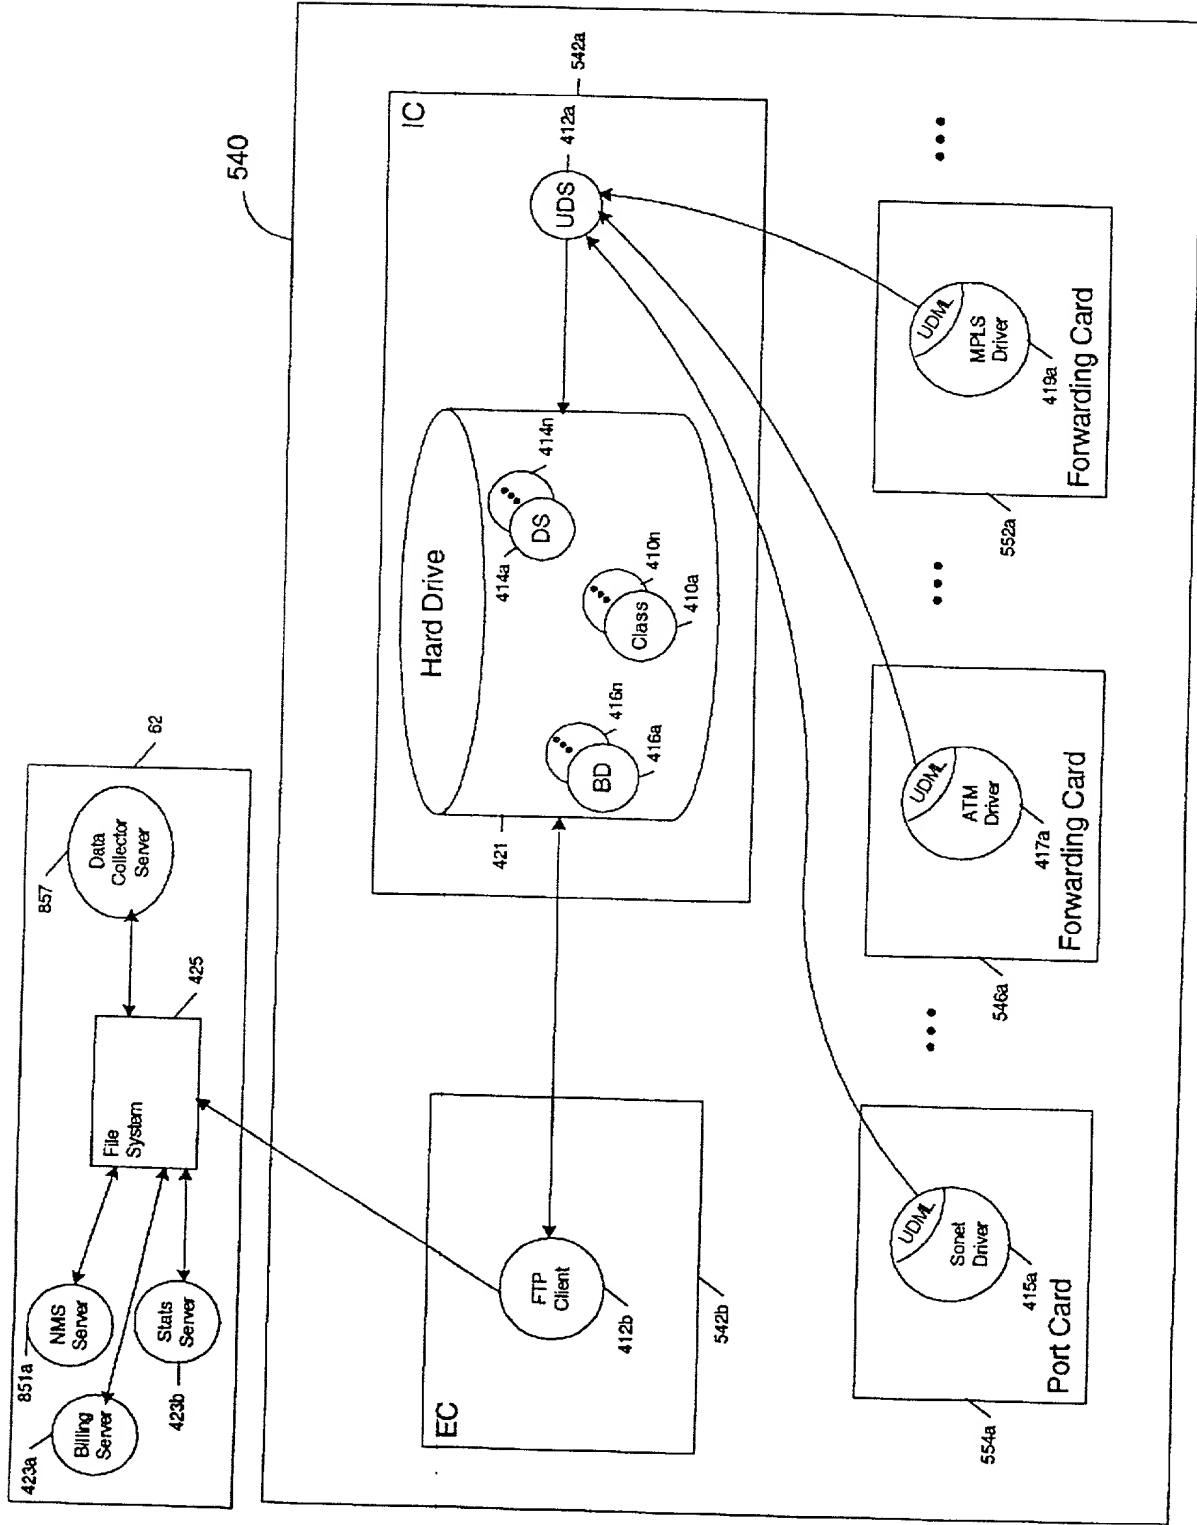 423a
Billing
Server
851a
NMS
Server
Stats
Server
423b
File
System
425
857
Data
Collector
Server
62
540
EC
FTP
Client
412b
542b
IC
542a
Hard Drive
421
BD
416a
416n
Class
410a
410n
DS
414a
414n
UDS
412a
Port Card
554a
UDML
Sonet
Driver
415a
Forwarding Card
546a
UDML
ATM
Driver
417a
Forwarding Card
552a
UDML
MPLS
Driver
419a